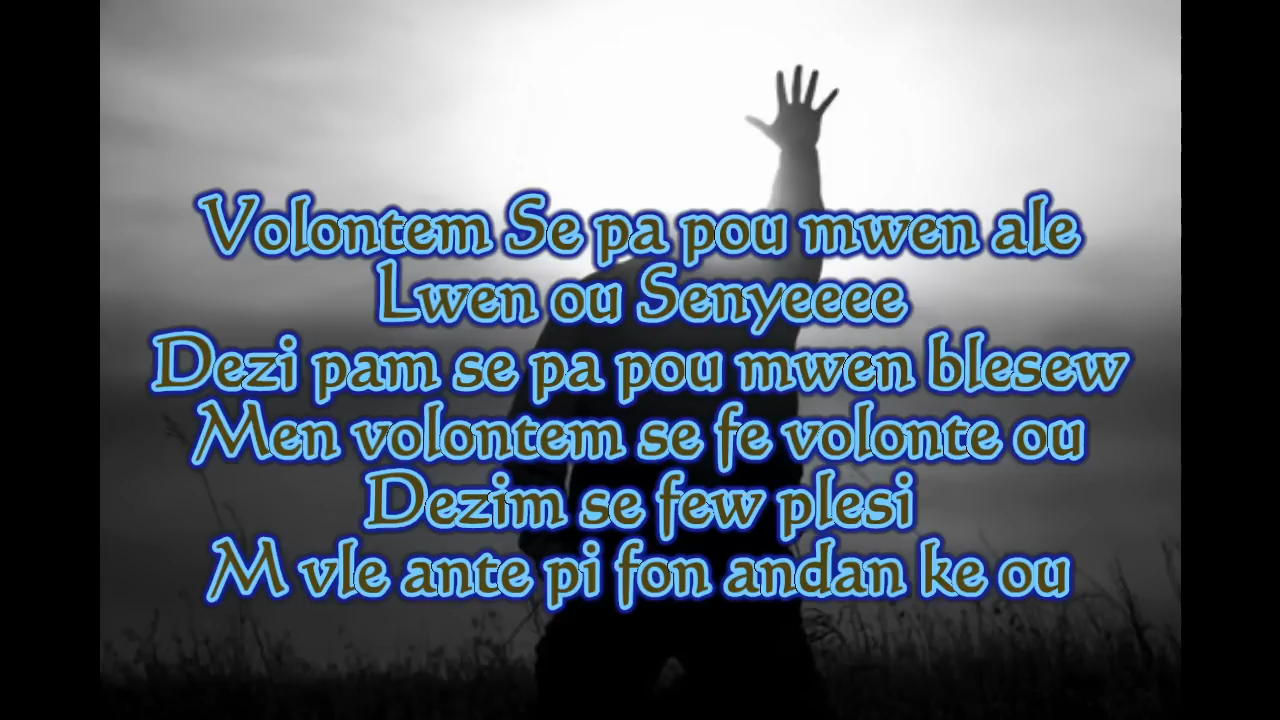 Volontem Se pa pou mwen ale
Lwen ou Senyeeee
Dezi pam se pa pou mwen blesew
Men volontem se fe volonte ou
Dezim se few plesi
M vle ante pi fon andan ke ou